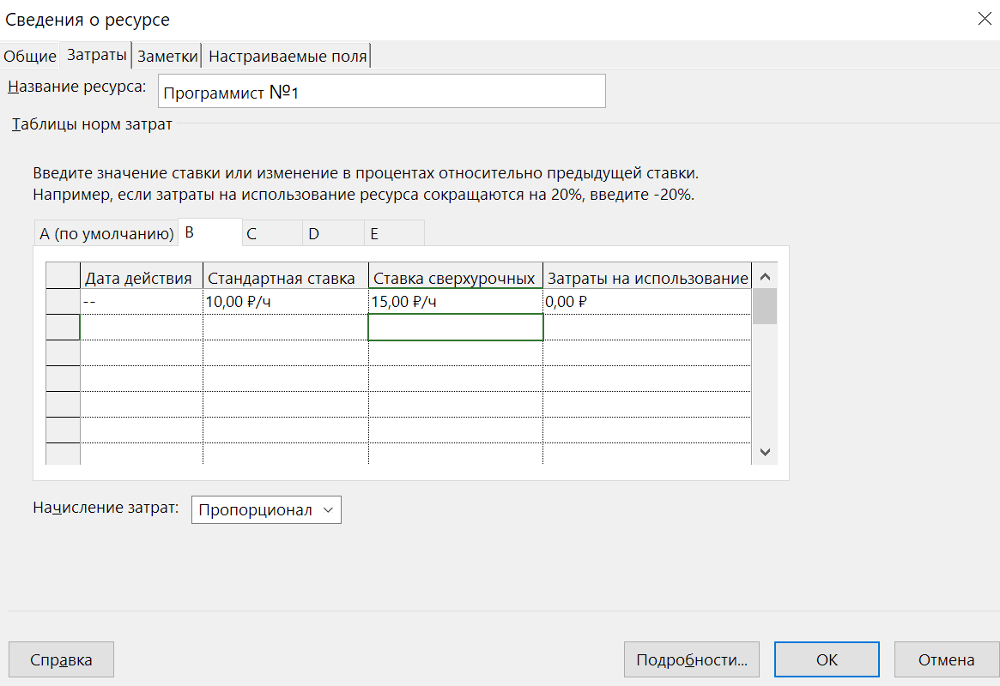 Сведения о ресурсе
Общие Затраты Заметки Настраиваемые поля
Название ресурса: Программист №1
Таблицы норм затрат
Введите значение ставки или изменение в процентах относительно предыдущей ставки.
Например, если затраты на использование ресурса сокращаются на 20%, введите -20%.
A (по умолчанию) B C D E
Дата действия Стандартная ставка Ставка сверхурочных Затраты на использование
-- 10,00 ₽/ч 15,00 ₽/ч 0,00 ₽
Начисление затрат: Пропорционал
Справка Подробности... ОК Отмена